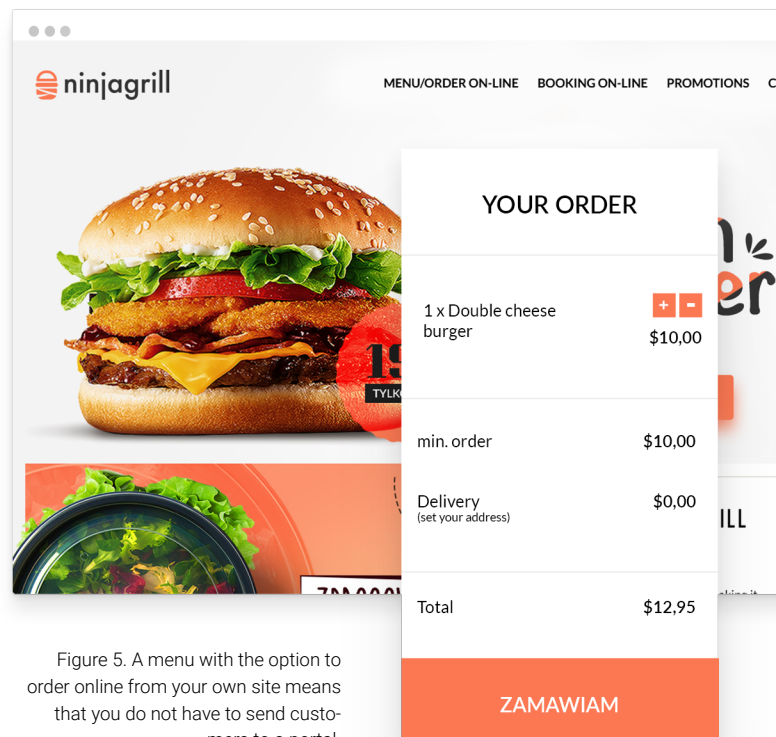 ninjagrill
MENU/ORDER ON-LINE BOOKING ON-LINE PROMOTIONS
YOUR ORDER
1 x Double cheese
burger
+ -
$10,00
19
min. order $10,00
Delivery $0,00
(set your address)
Total $12,95
ZAMAWIAM
Figure 5. A menu with the option to
order online from your own site means
that you do not have to send custo-